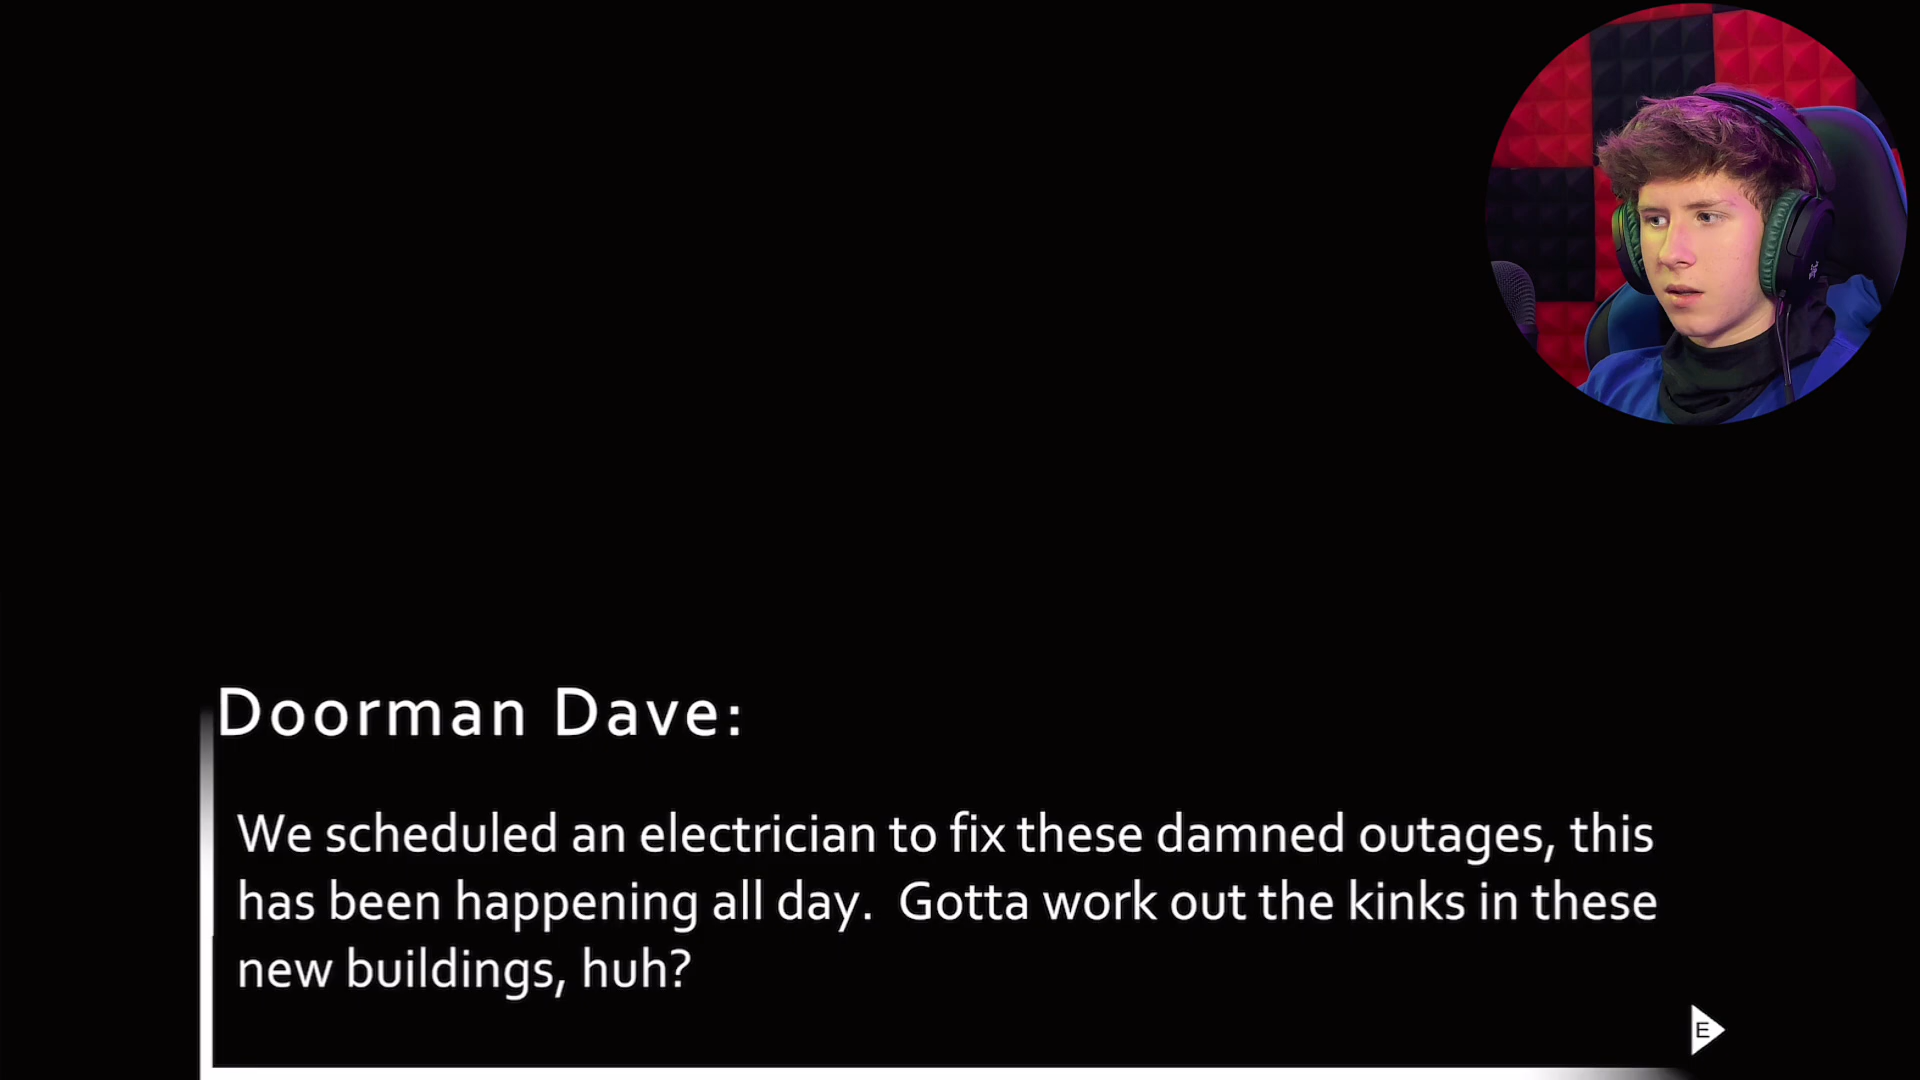 Doorman Dave:
We scheduled an electrician to fix these damned outages, this
has been happening all day.  Gotta work out the kinks in these
new buildings, huh?
E